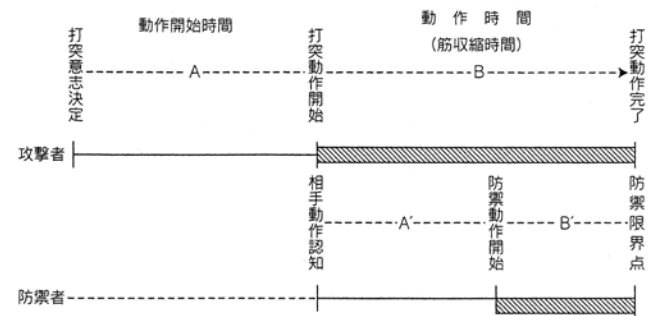 動作開始時間
動作時間
(筋収縮時間)
打突意志決定
A
打突動作開始
B
打突動作完了
攻撃者
相手動作認知
A′
防禦動作開始
B′
防禦限界点
防禦者